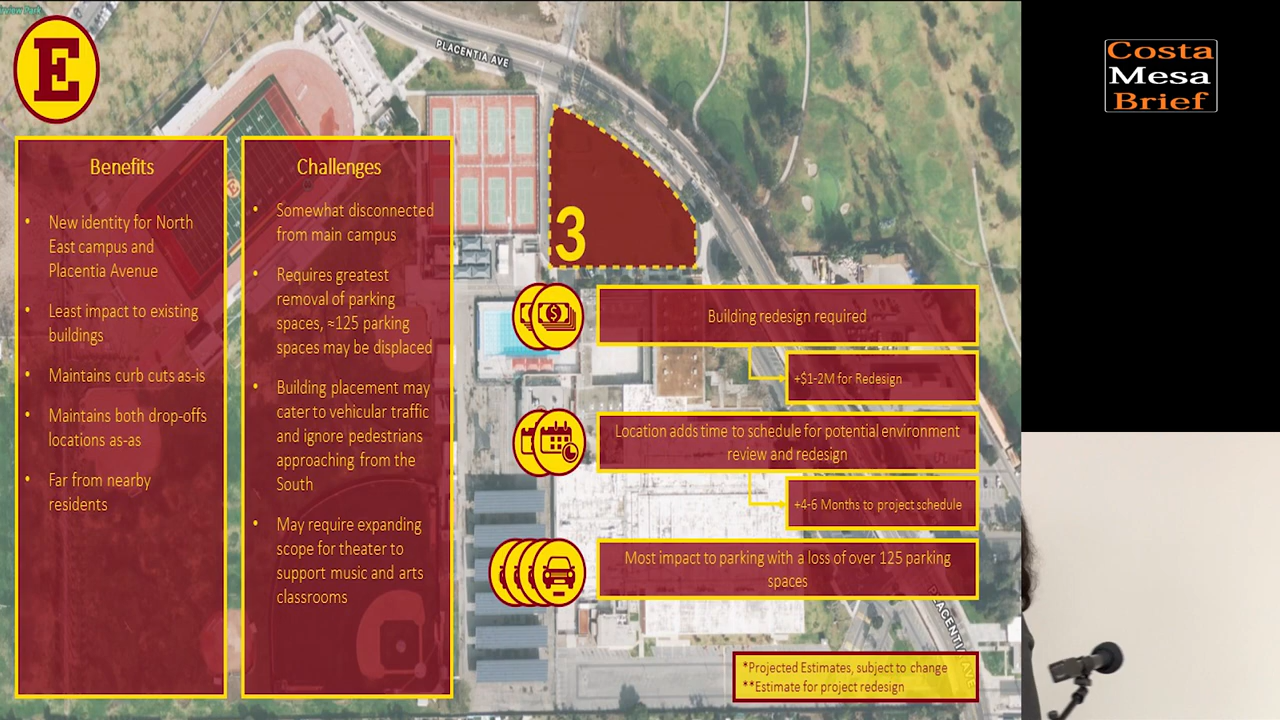 E
Benefits
• New identity for North
East campus and
Placentia Avenue
• Least impact to existing
buildings
• Maintains curb cuts as-is
• Maintains both drop-offs
locations as-as
• Far from nearby
residents
Challenges
• Somewhat disconnected
from main campus
• Requires greatest
removal of parking
spaces, ≈125 parking
spaces may be displaced
• Building placement may
cater to vehicular traffic
and ignore pedestrians
approaching from the
South
• May require expanding
scope for theater to
support music and arts
classrooms
PLACENTIA AVE
3
Building redesign required
+$1-2M for Redesign
Location adds time to schedule for potential environment
review and redesign
+4-6 Months to project schedule
Most impact to parking with a loss of over 125 parking
spaces
PLACENTIA AVE
*Projected Estimates, subject to change
**Estimate for project redesign
Costa
Mesa
Brief